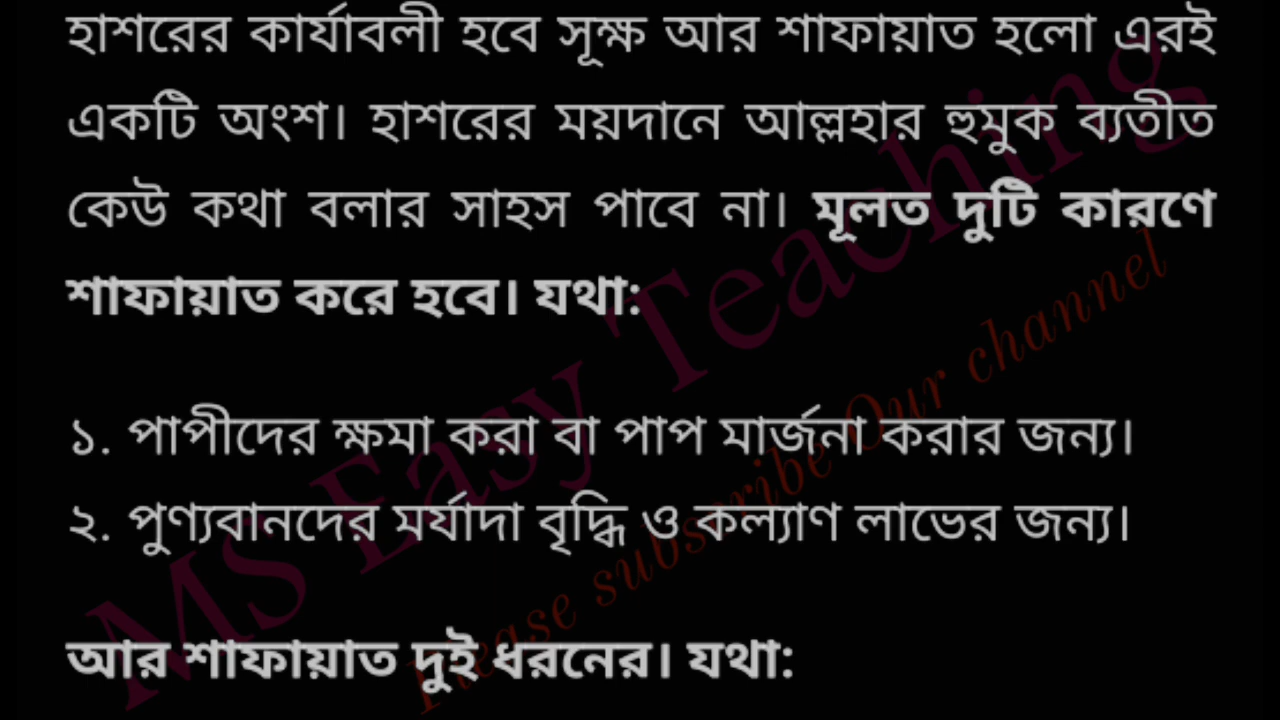 হাশরের কার্যাবলী হবে সূক্ষ আর শাফায়াত হলো এরই
একটি অংশ। হাশরের ময়দানে আল্লহার হুমুক ব্যতীত
কেউ কথা বলার সাহস পাবে না। মূলত দুটি কারণে
শাফায়াত করে হবে। যথা:
১. পাপীদের ক্ষমা করা বা পাপ মার্জনা করার জন্য।
২. পুণ্যবানদের মর্যাদা বৃদ্ধি ও কল্যাণ লাভের জন্য।
আর শাফায়াত দুই ধরনের। যথা:
MS Easy Teaching
Please subscribe Our channel